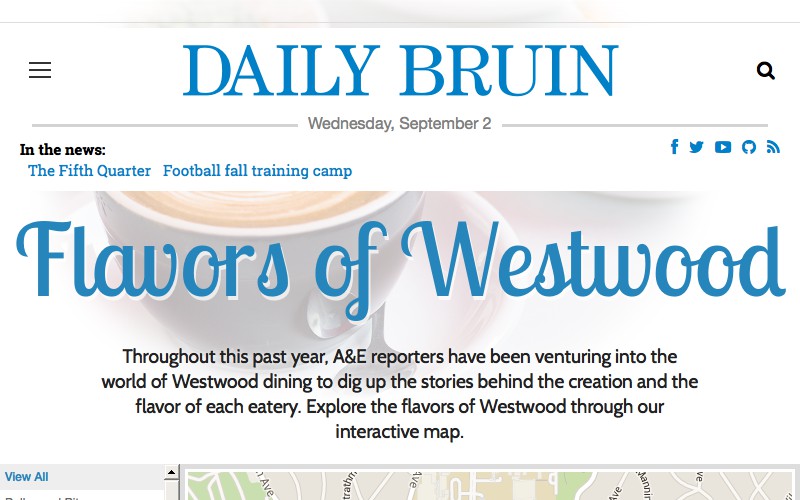 DAILY BRUIN
Wednesday, September 2
In the news:
The Fifth Quarter Football fall training camp
Flavors of Westwood
Throughout this past year, A&E reporters have been venturing into the
world of Westwood dining to dig up the stories behind the creation and the
flavor of each eatery. Explore the flavors of Westwood through our
interactive map.
View All
Ave